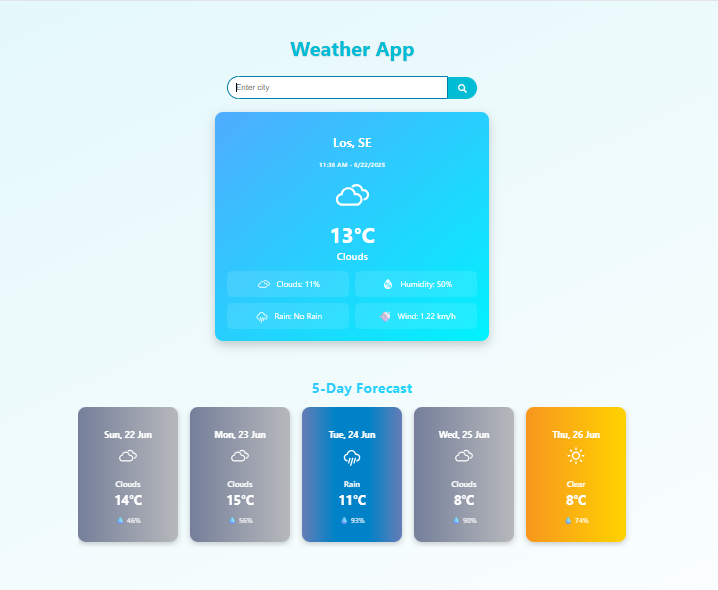 Weather App
Enter city
Los, SE
11:36 AM - 6/22/2025
13°C
Clouds
Clouds: 11% Humidity: 50%
Rain: No Rain Wind: 1.22 km/h
5-Day Forecast
Sun, 22 Jun Mon, 23 Jun Tue, 24 Jun Wed, 25 Jun Thu, 26 Jun
Clouds Clouds Rain Clouds Clear
14°C 15°C 11°C 8°C 8°C
46% 56% 93% 90% 74%